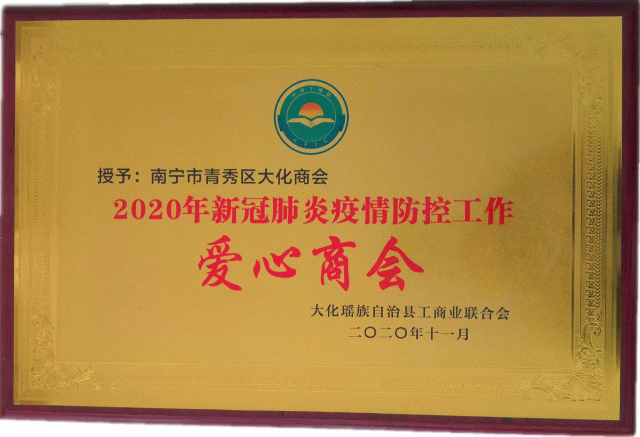 授予：南宁市青秀区大化商会
2020年新冠肺炎疫情防控工作
爱心商会
大化瑶族自治县工商业联合会
二〇二〇年十一月